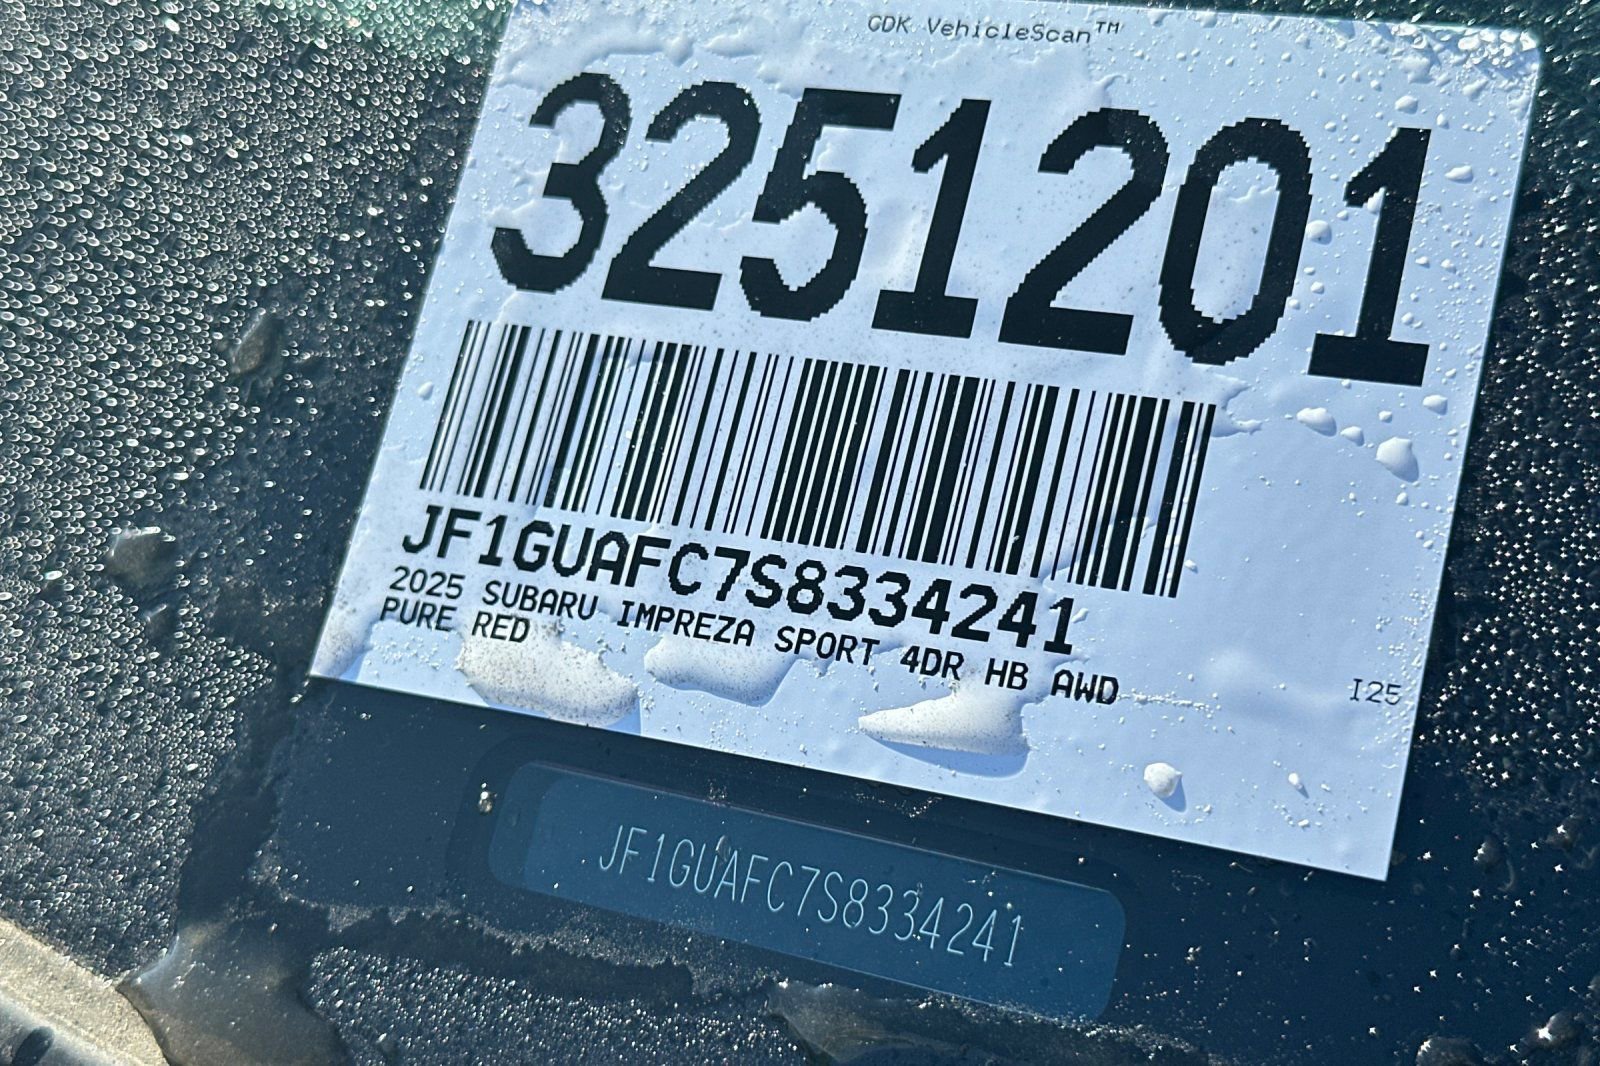 CDK VehicleScan™
3251201
JF1GUAFC7S8334241
2025 SUBARU IMPREZA SPORT 4DR HB AWD
PURE RED
I25
JF1GUAFC7S8334241